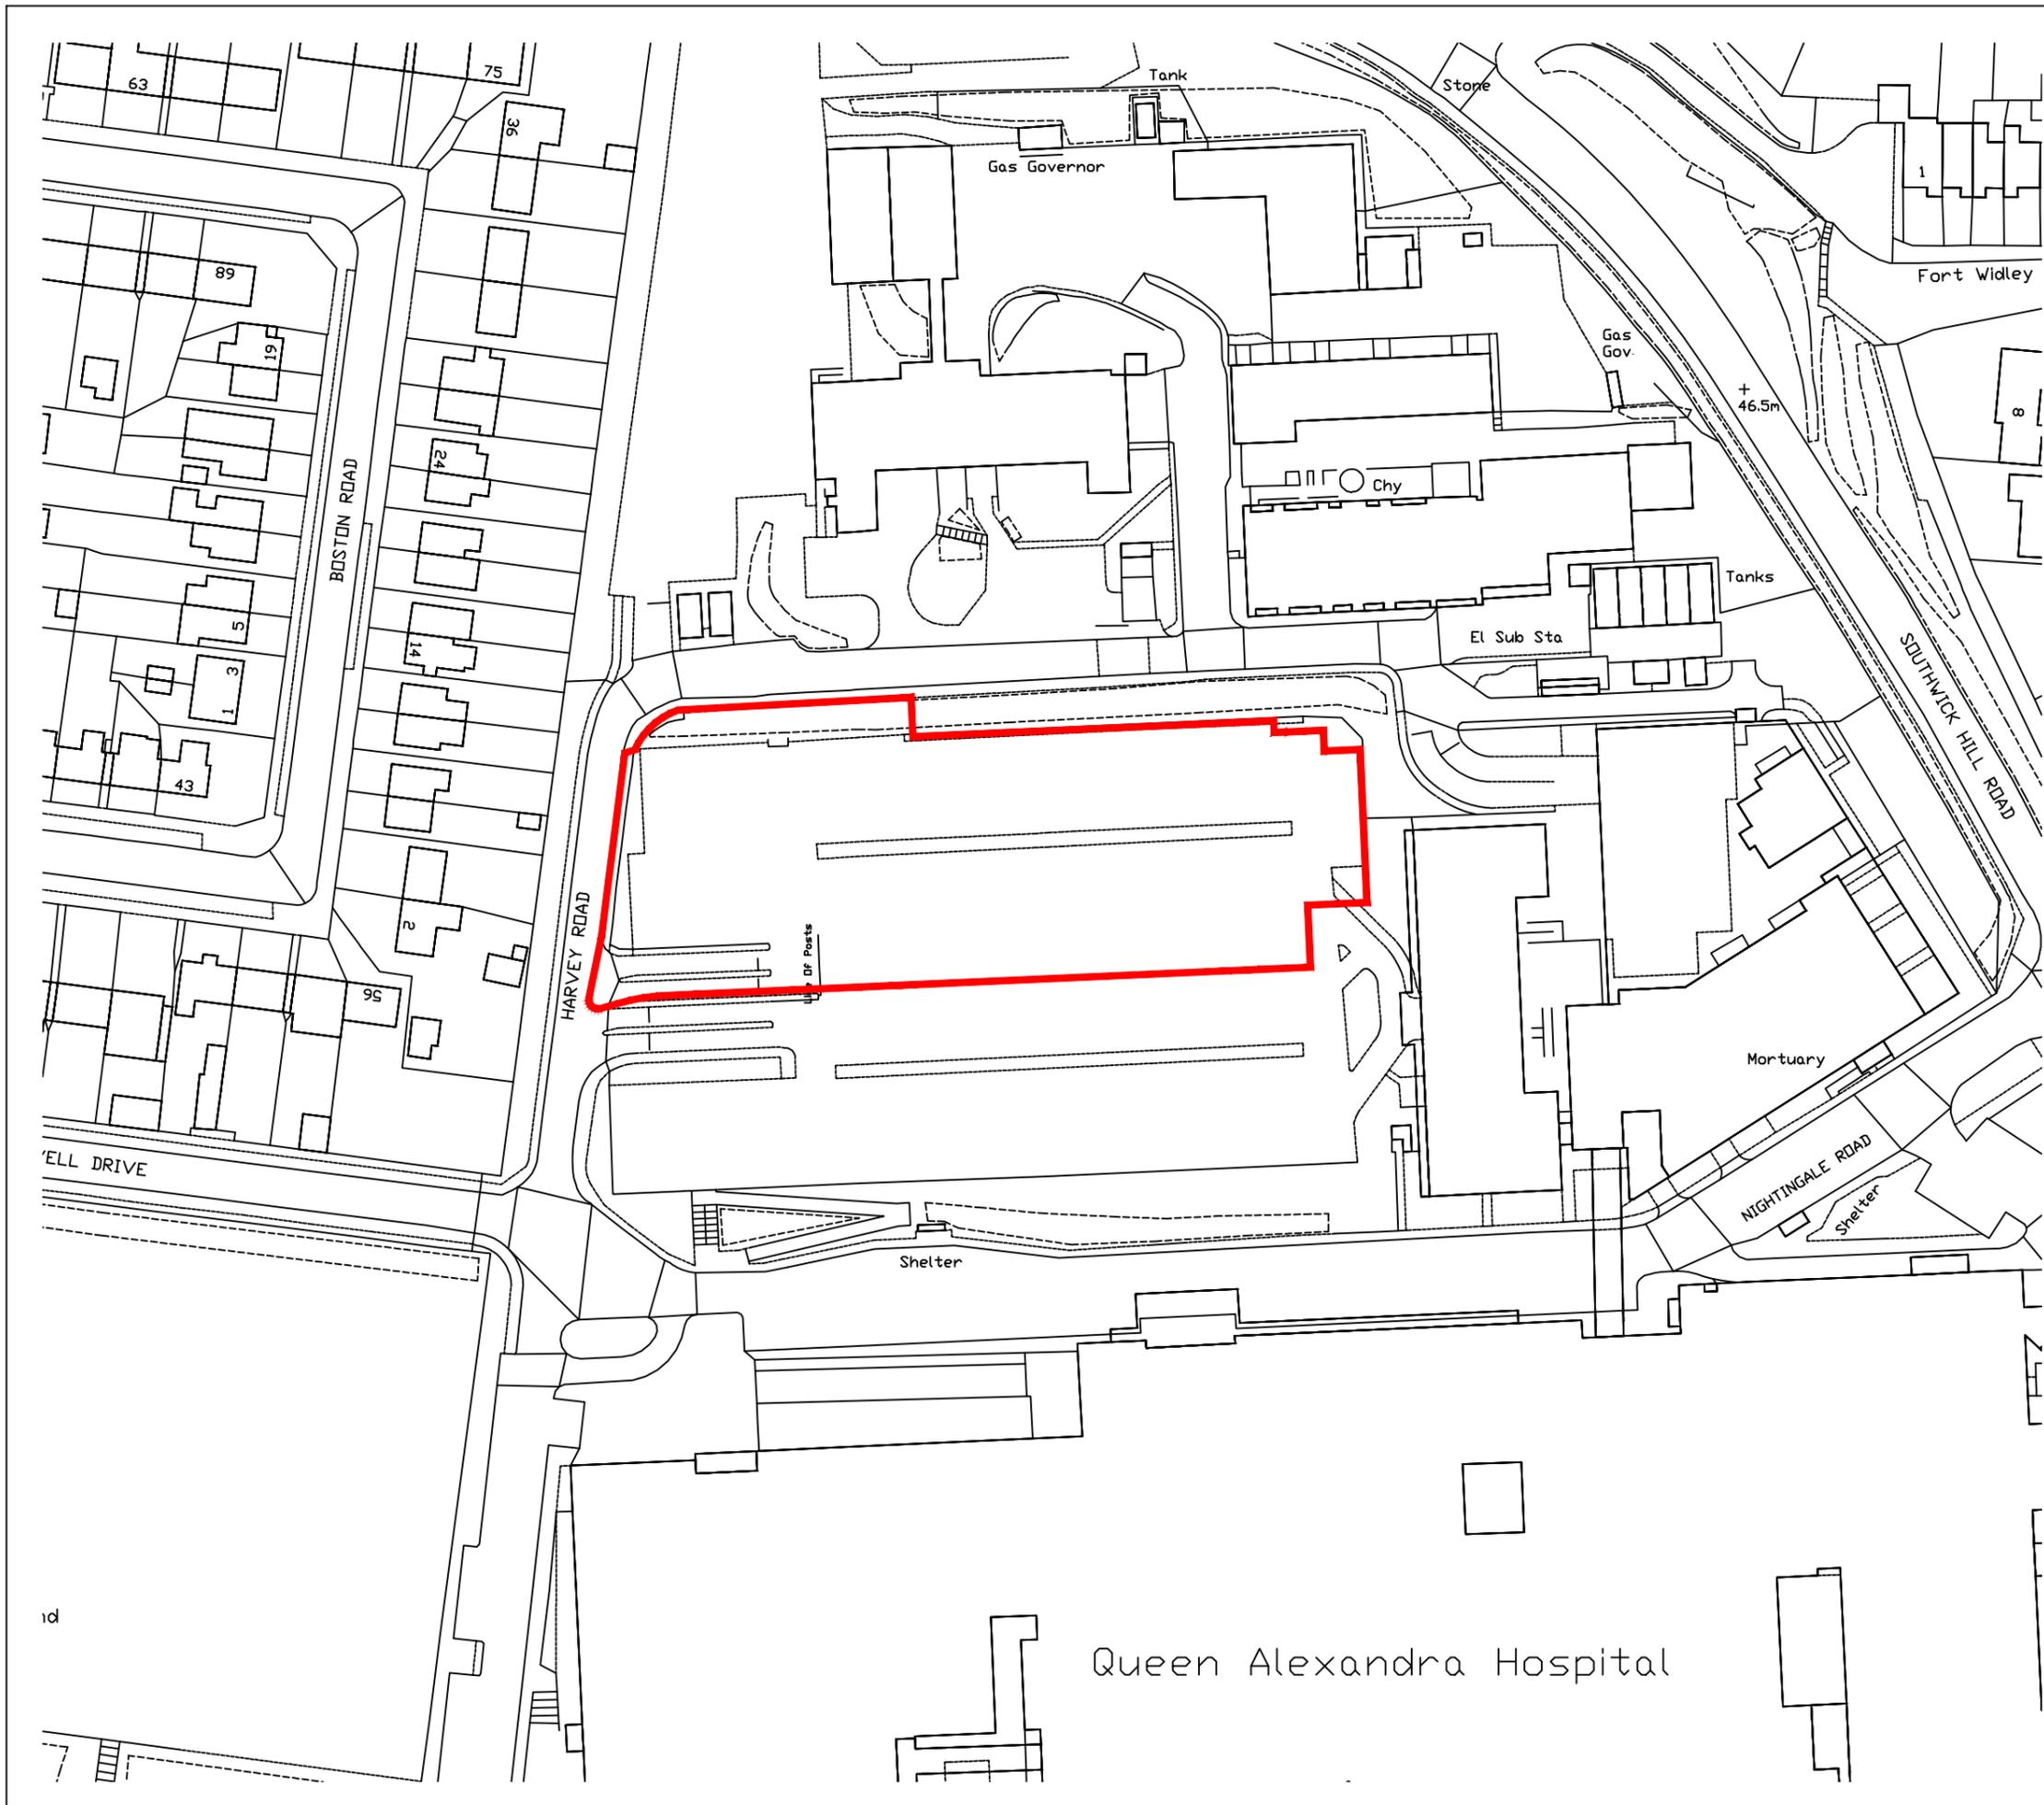 63
75
36
Tank
Stone
Gas Governor
1
Fort Widley
89
19
Gas
Gov.
46.5m
8
24
BOSTON ROAD
Chy
5
14
Tanks
El Sub Sta
3
1
SOUTHWICK HILL ROAD
43
2
HARVEY ROAD
Of Posts
56
Mortuary
NIGHTINGALE ROAD
Shelter
DRIVE
Shelter
Queen Alexandra Hospital